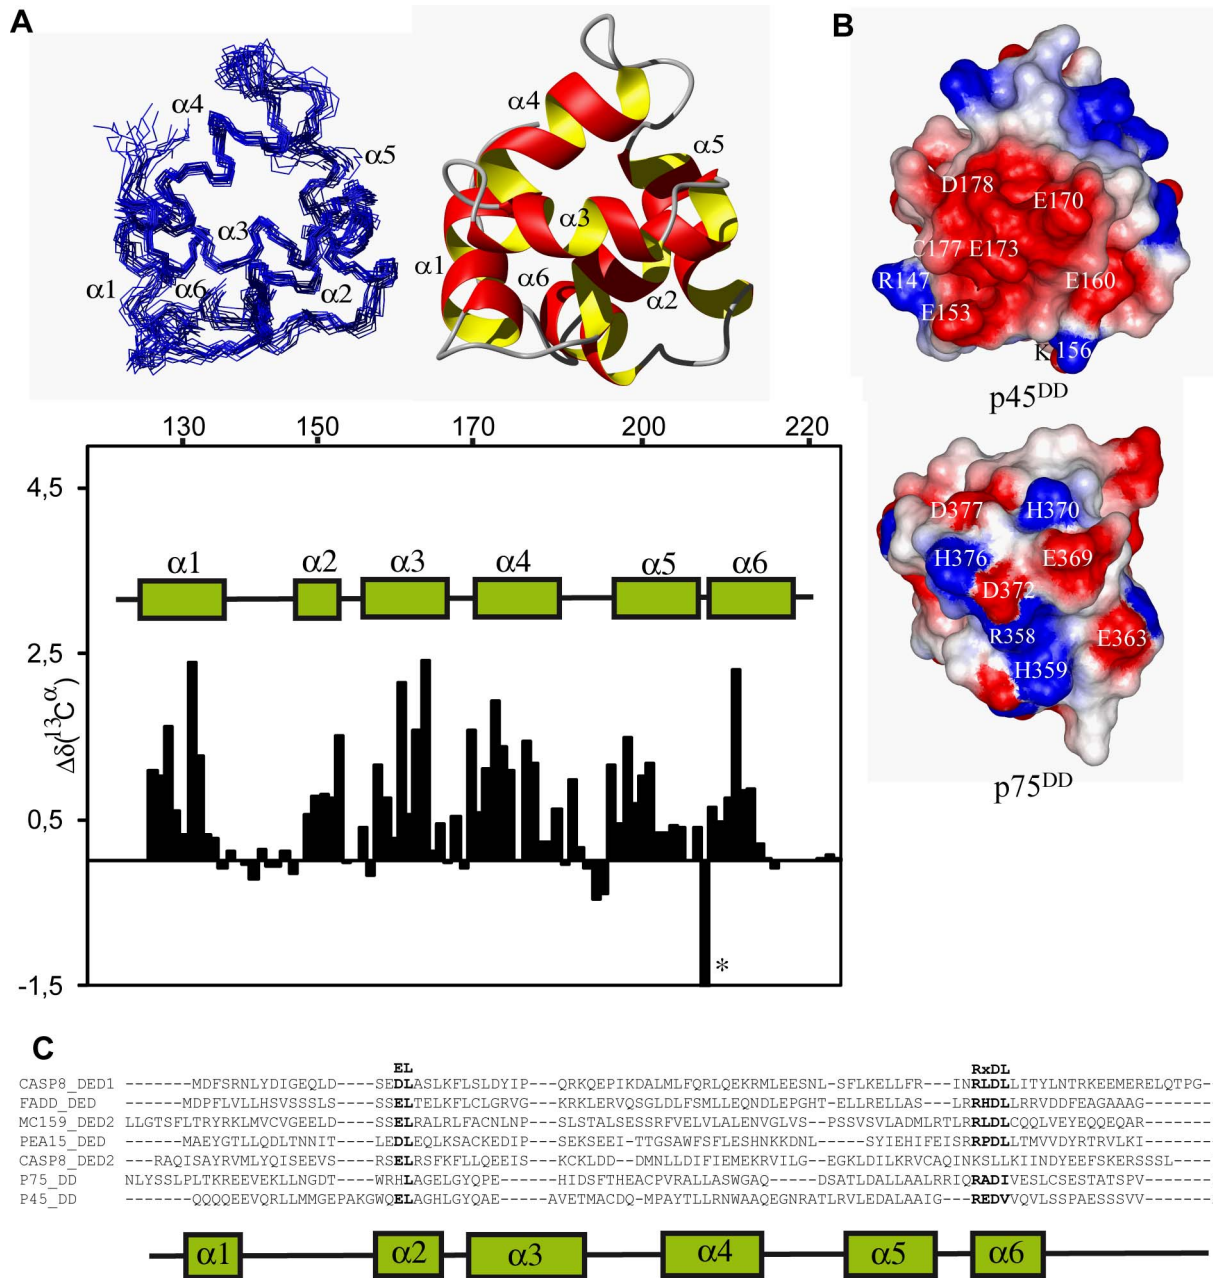 A
α4
α5
α3
α1
α6
α2
α4
α5
α3
α1
α6
α2
B
D178
E170
C177 E173
R147
E160
E153
K156
p45DD
D377
H370
H376
E369
D372
R358
E363
H359
p75DD
130 150 170 200 220
4,5
α1 α2 α3 α4 α5 α6
2,5
Δδ(13Cα)
0,5
*
-1,5
C
EL RxDL
CASP8_DED1 -------MDFSRNLYDIGEQLD----SEDLASLKFLSLDYIP---QRKQEPIKDALMLFQRLQEKRMLEESNL-SFLKELLFR---INRLDLLITYLNTRKEEMERELQTPG-
FADD_DED -------MDPFLVLLHSVSSSLS----SSELTELKFLCLGRVG---KRKLERVQSGLDLFSMLLEQNDLEPGHT-ELLRELLAS---LRRHDLLRRVDDFEAGAAAG------
MC159_DED2 LLGTSFLTRYRKLMVCVGEELD----SSELRALRLFACNLNP---SLSTALSESSRFVELVLALENVGLVS-PSSVSVLADMLRTLRRLDLCQQLVEYEQQEQAR-------
PEA15_DED -------MAEYGTLLQDLTNNIT----LEDLEQLKSACKEDIP---SEKSEEI-TTGSAWFSFLESHNKKDNL-----SYIEHIFEISRRPDLLTMVVDYRTRVLKI-----
CASP8_DED2 ---RAQISAYRVMLYQISEEVS----RSELRSFKFLLQEEIS---CKCKLDD--DMNLLDIFIEMEKRVILG--EGKLDILKRVCAQINKSLLKIINDYEEFSKERSSSL---
P75_DD NLYSSLPLTKREEVEKLLNGDT----WRHLAGELGYQPE----HIDSFTHEACPVRALLASWGAQ------DSATLDALLAALRRIQRADIVESLCSESTATSPV------
P45_DD -------QQQQEEVQRLLMMGEPAKGWQELAGHLGYQAE-----AVETMACDQ-MPAYTLLRNWAAQEGNRATLRVLEDALAAIG---REDVVQVLSSPAESSSVV------
α1 α2 α3 α4 α5 α6